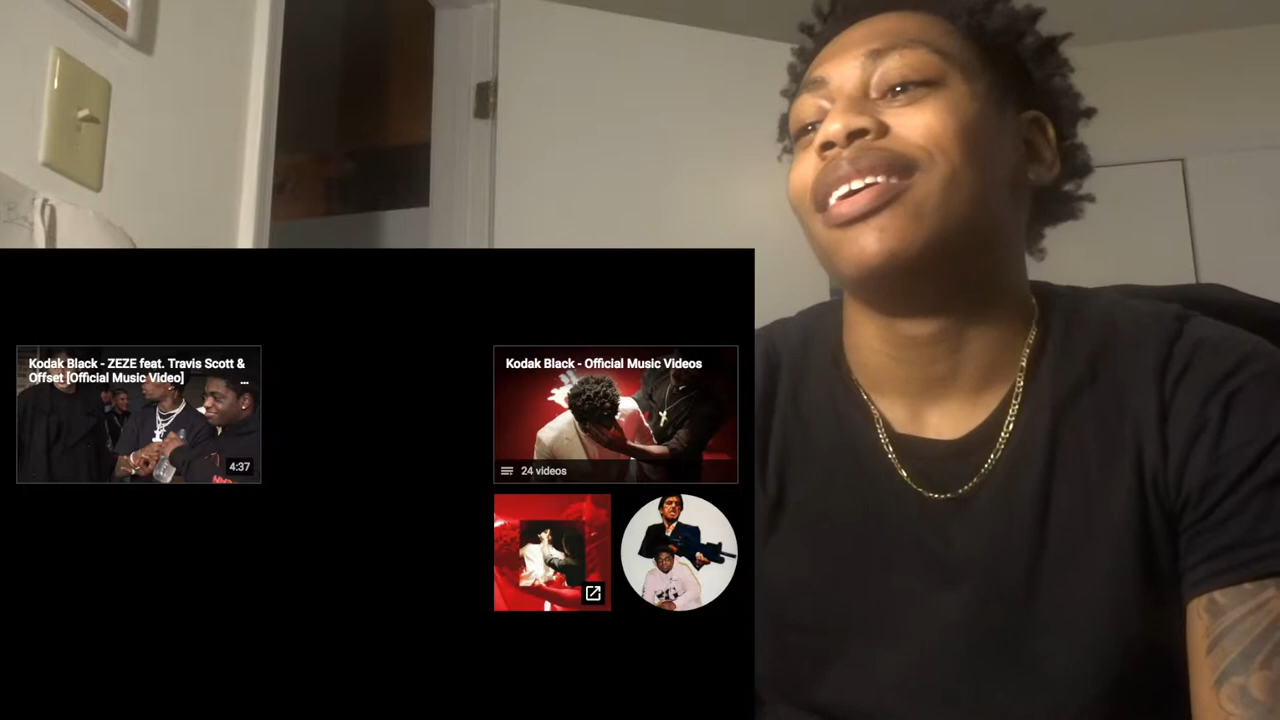 Kodak Black - ZEZE feat. Travis Scott &
Offset [Official Music Video]
...
4:37
Kodak Black - Official Music Videos
24 videos